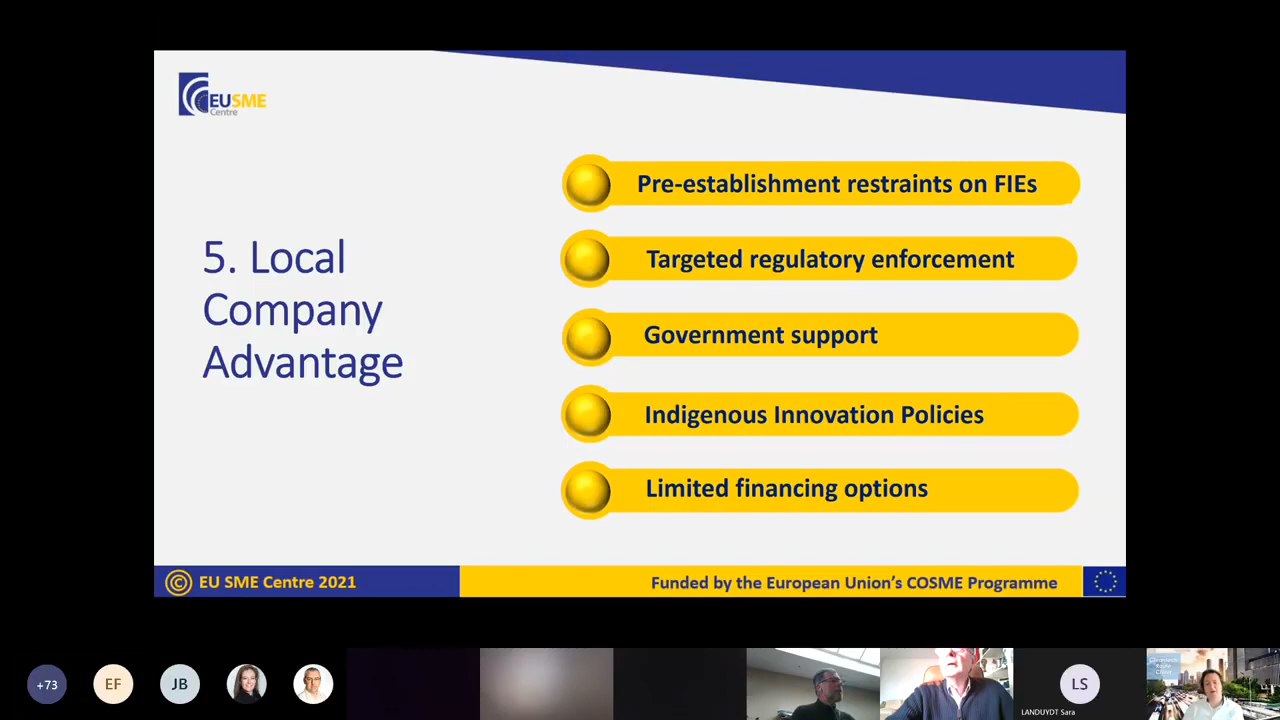 EUSME
Centre
5. Local
Company
Advantage
Pre-establishment restraints on FIEs
Targeted regulatory enforcement
Government support
Indigenous Innovation Policies
Limited financing options
© EU SME Centre 2021
Funded by the European Union's COSME Programme
+73
EF
JB
LS
LANDUYDT Sara